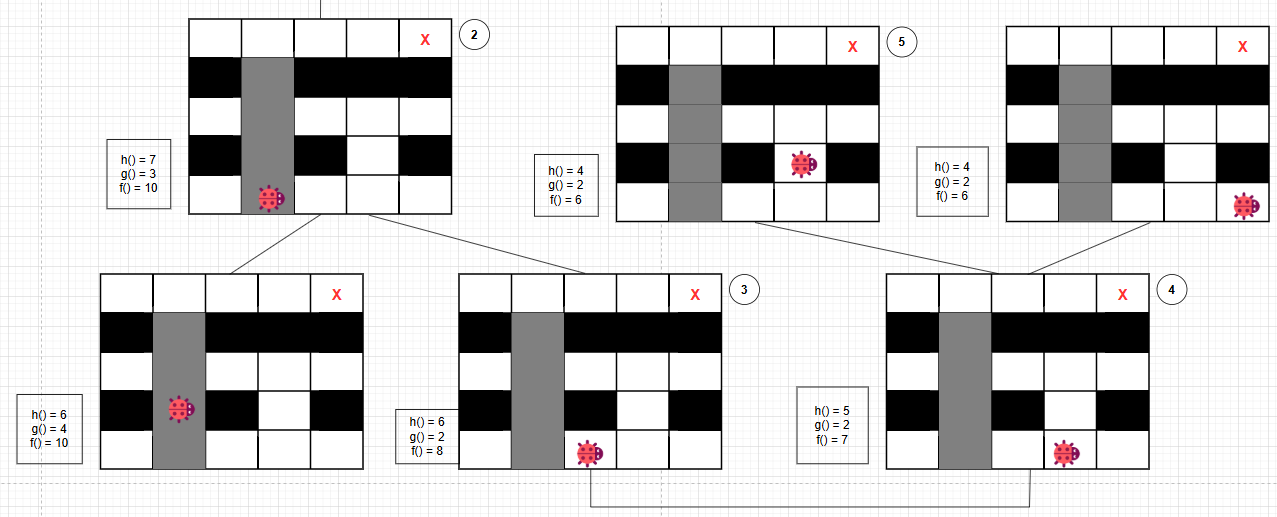 X
2
h() = 7
g() = 3
f() = 10
X
5
h() = 4
g() = 2
f() = 6
X
h() = 4
g() = 2
f() = 6
X
h() = 6
g() = 4
f() = 10
X
3
h() = 6
g() = 2
f() = 8
X
4
h() = 5
g() = 2
f() = 7